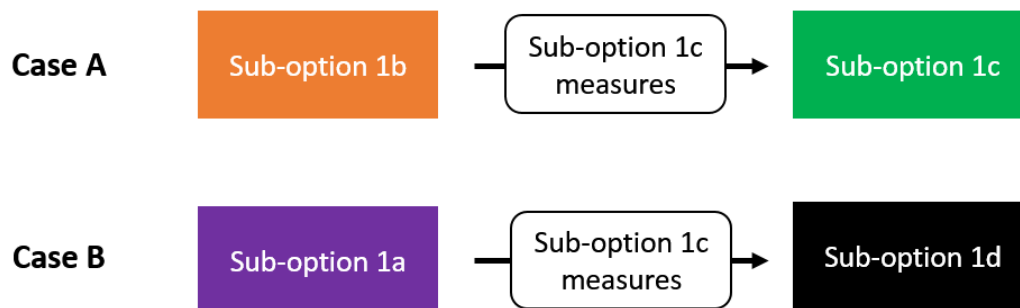 Case A
Sub-option 1b
Sub-option 1c
measures
Sub-option 1c
Case B
Sub-option 1a
Sub-option 1c
measures
Sub-option 1d